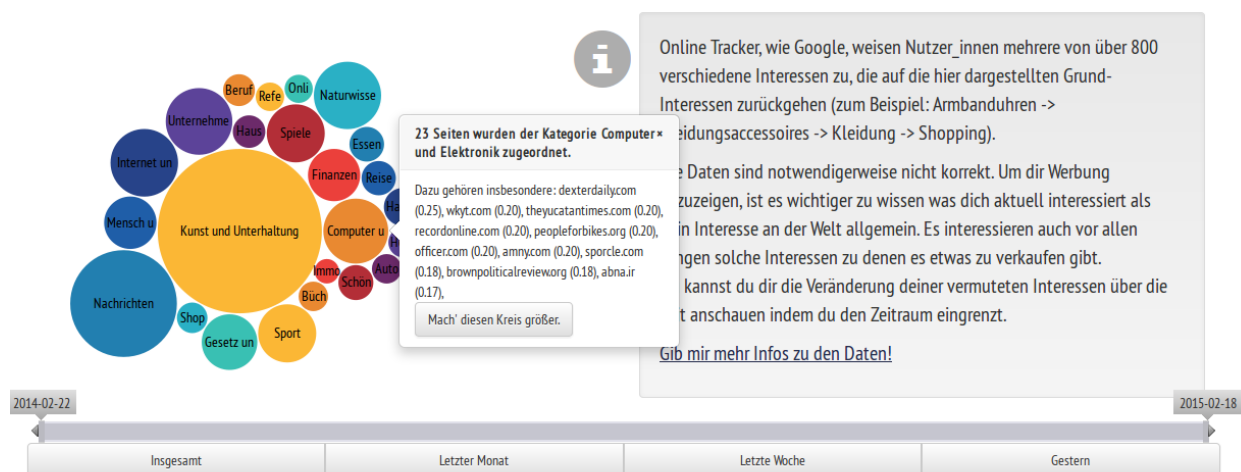 Beruf
Refe
Onli
Naturwisse
Unternehme
Haus
Spiele
Essen
Internet un
Finanzen
Reise
Mensch u
Kunst und Unterhaltung
Computer u
Nachrichten
Immo
Schön
Auto
Büch
Shop
Gesetz un
Sport
23 Seiten wurden der Kategorie Computer×
und Elektronik zugeordnet.
Dazu gehören insbesondere: dexterdaily.com
(0.25), wkyt.com (0.20), theyucatantimes.com (0.20),
recordonline.com (0.20), peopleforbikes.org (0.20),
officer.com (0.20), amny.com (0.20), sporcle.com
(0.18), brownpoliticalreview.org (0.18), abna.ir
(0.17),
Mach' diesen Kreis größer.
i
Online Tracker, wie Google, weisen Nutzer_innen mehrere von über 800
verschiedene Interessen zu, die auf die hier dargestellten Grund-
Interessen zurückgehen (zum Beispiel: Armbanduhren ->
eidungsaccessoires -> Kleidung -> Shopping).
e Daten sind notwendigerweise nicht korrekt. Um dir Werbung
zuzeigen, ist es wichtiger zu wissen was dich aktuell interessiert als
in Interesse an der Welt allgemein. Es interessieren auch vor allen
ngen solche Interessen zu denen es etwas zu verkaufen gibt.
kannst du dir die Veränderung deiner vermuteten Interessen über die
t anschauen indem du den Zeitraum eingrenzt.
Gib mir mehr Infos zu den Daten!
2014-02-22
2015-02-18
Insgesamt
Letzter Monat
Letzte Woche
Gestern